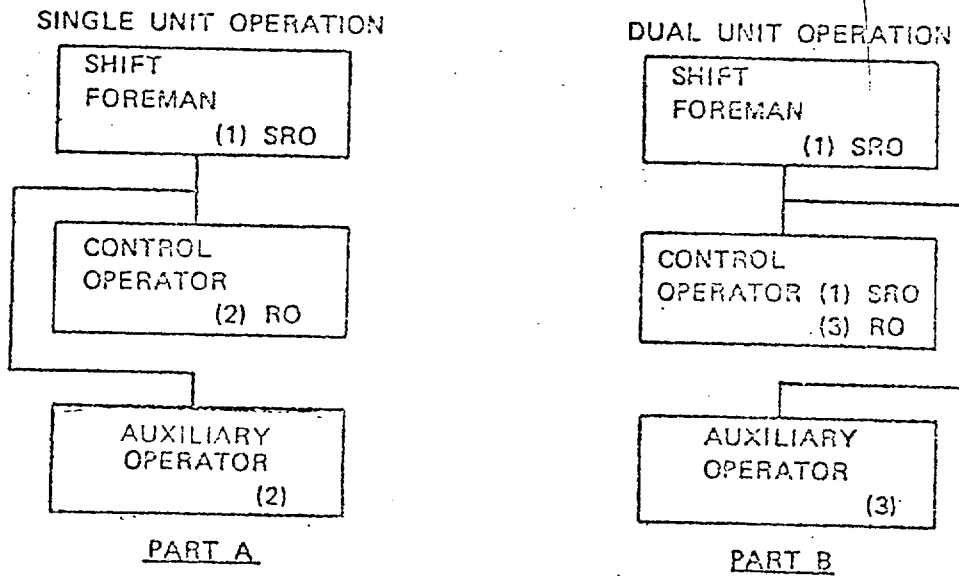 SINGLE UNIT OPERATION
SHIFT
FOREMAN
(1) SRO
CONTROL
OPERATOR
(2) RO
AUXILIARY
OPERATOR
(2)
PART A
DUAL UNIT OPERATION
SHIFT
FOREMAN
(1) SRO
CONTROL
OPERATOR (1) SRO
(3) RO
AUXILIARY
OPERATOR
(3)
PART B